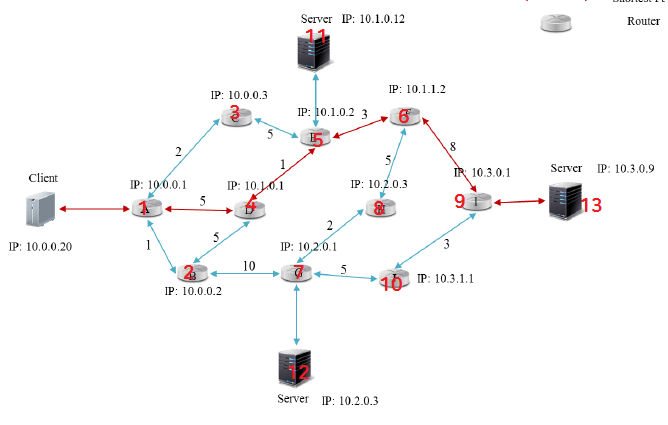 Shortest Pa
Server IP: 10.1.0.12
Router
11
IP: 10.1.1.2
IP: 10.0.0.3
3
IP: 10.1.0.2
3
6
5
5
8
2
1
5
Client
IP: 10.0.0.1
IP: 10.1.0.1
IP: 10.2.0.3
IP: 10.3.0.1
Server
IP: 10.3.0.9
1
A
5
4
D
8
9
I
13
IP: 10.0.0.20
1
5
2
3
IP: 10.2.0.1
2
10
7
5
10
IP: 10.3.1.1
IP: 10.0.0.2
12
Server
IP: 10.2.0.3